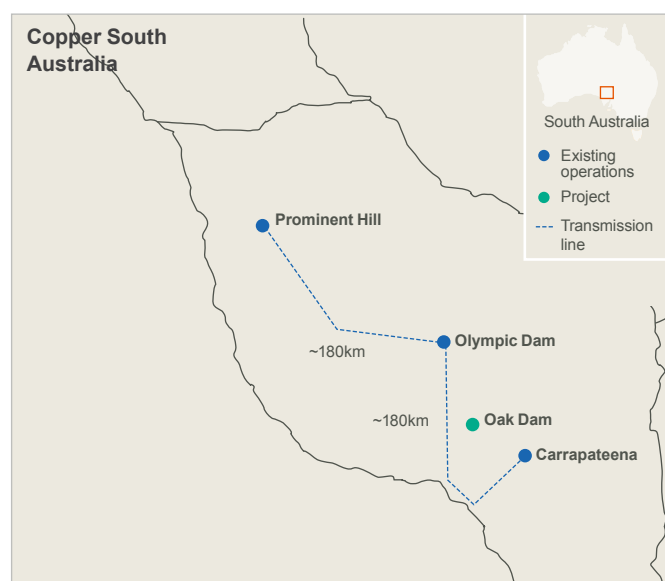 Copper South
Australia
South Australia
Existing
operations
Project
Transmission
line
Prominent Hill
~180km
Olympic Dam
~180km
Oak Dam
Carrapateena